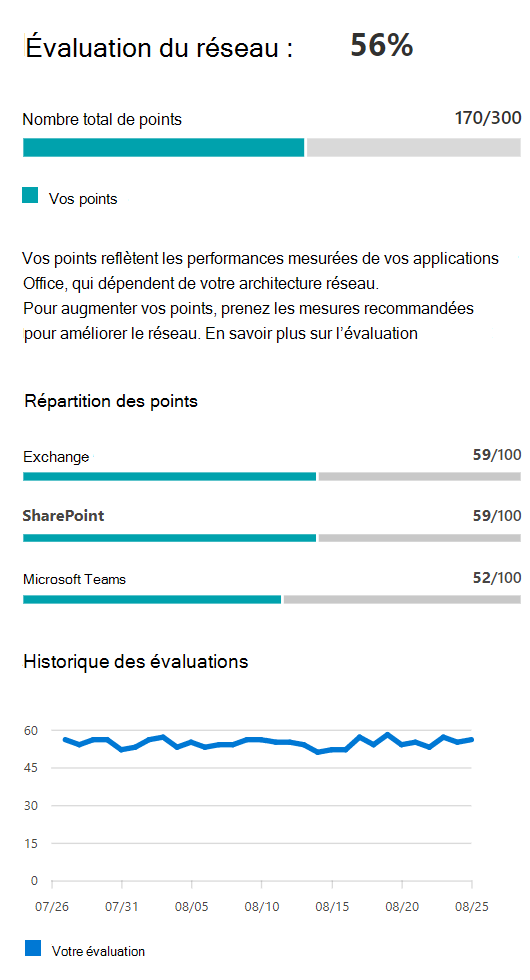 Évaluation du réseau : 56%
Nombre total de points 170/300
Vos points
Vos points reflètent les performances mesurées de vos applications
Office, qui dépendent de votre architecture réseau.
Pour augmenter vos points, prenez les mesures recommandées
pour améliorer le réseau. En savoir plus sur l’évaluation
Répartition des points
Exchange 59/100
SharePoint 59/100
Microsoft Teams 52/100
Historique des évaluations
60
45
30
15
0
07/26 07/31 08/05 08/10 08/15 08/20 08/25
Votre évaluation